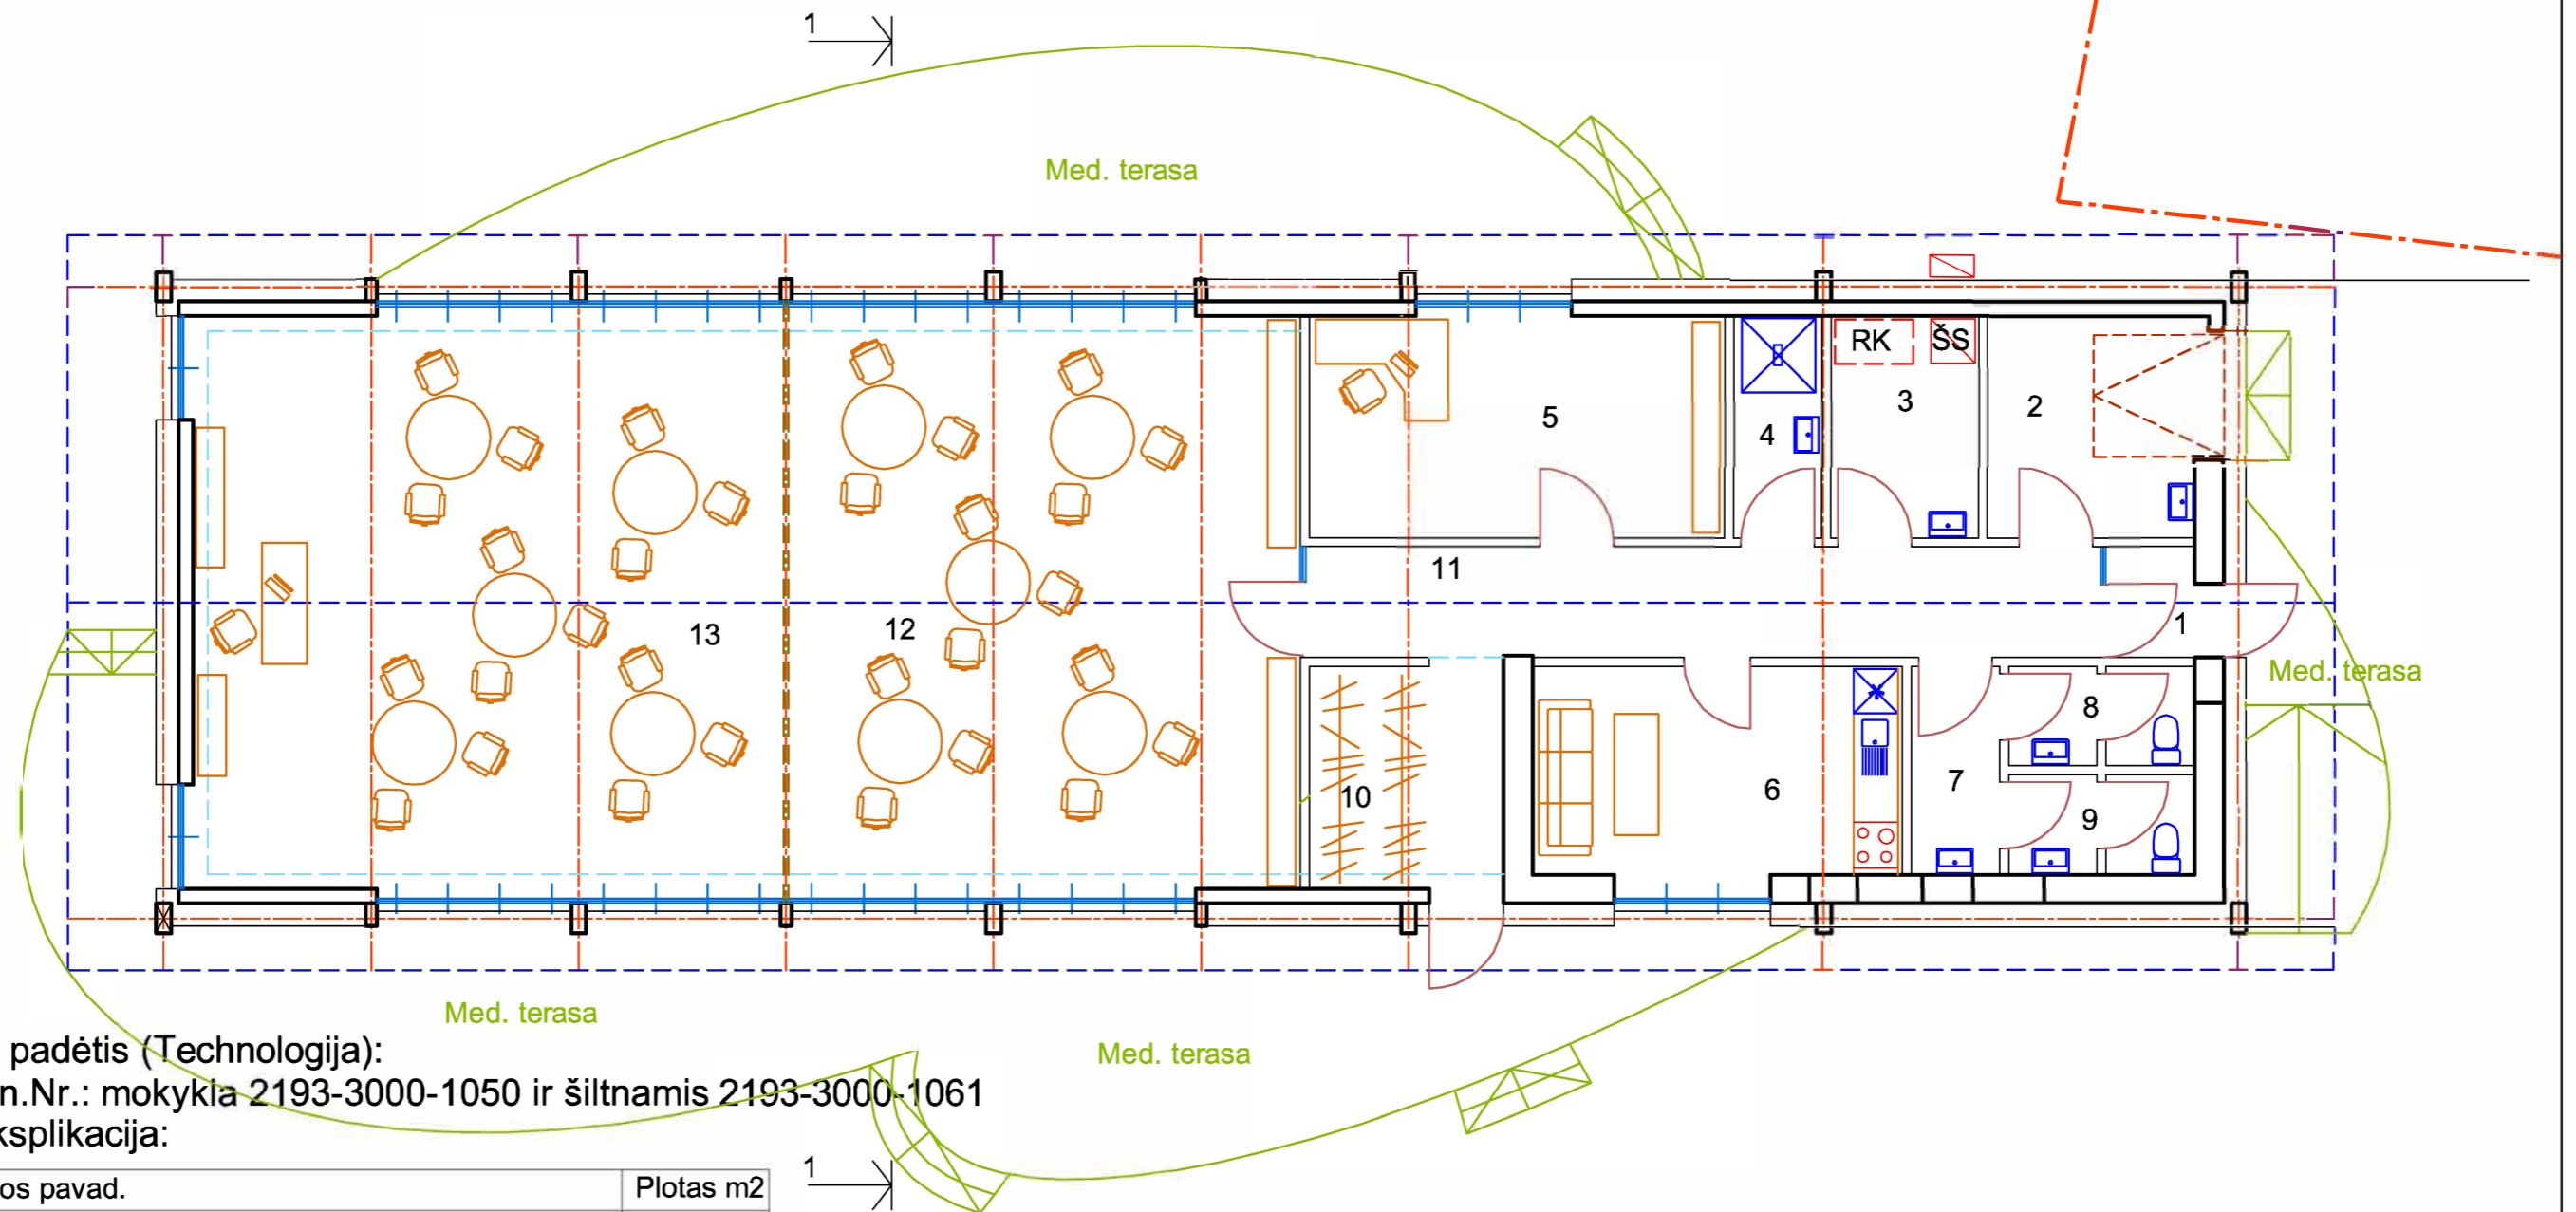 1
Med. terasa
RK
ŠS
3
2
5
4
11
13
12
1
Med. terasa
8
7
6
10
9
Med. terasa
padėtis (Technologija):
Med. terasa
n.Nr.: mokykla 2193-3000-1050 ir šiltnamis 2193-3000-1061
ksplikacija:
1
os pavad.
Plotas m2